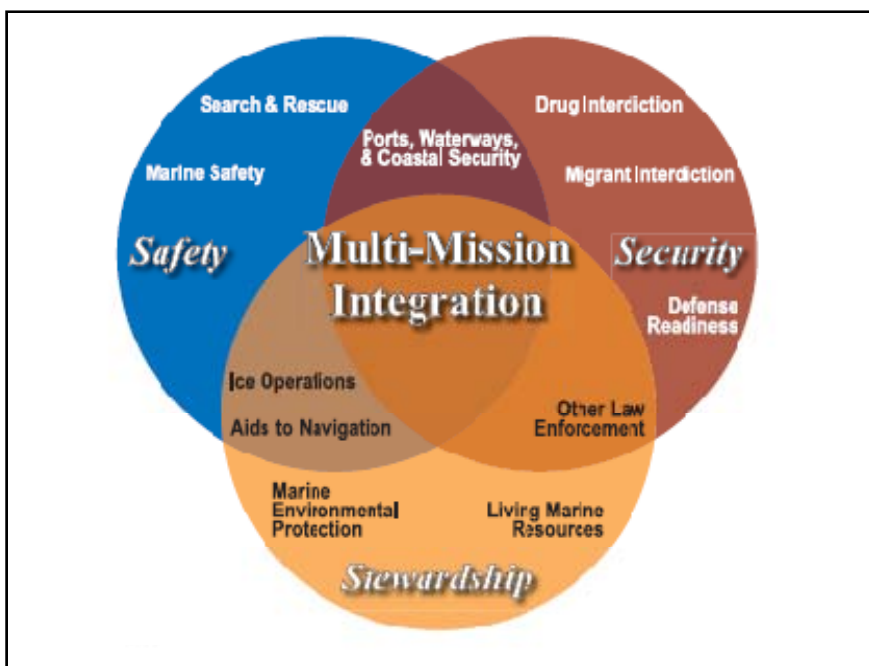 Search & Rescue
Drug Interdiction
Ports, Waterways,
& Coastal Security
Marine Safety
Migrant Interdiction
Safety
Multi-Mission
Integration
Security
Defense
Readiness
Ice Operations
Aids to Navigation
Other Law
Enforcement
Marine
Environmental
Protection
Living Marine
Resources
Stewardship